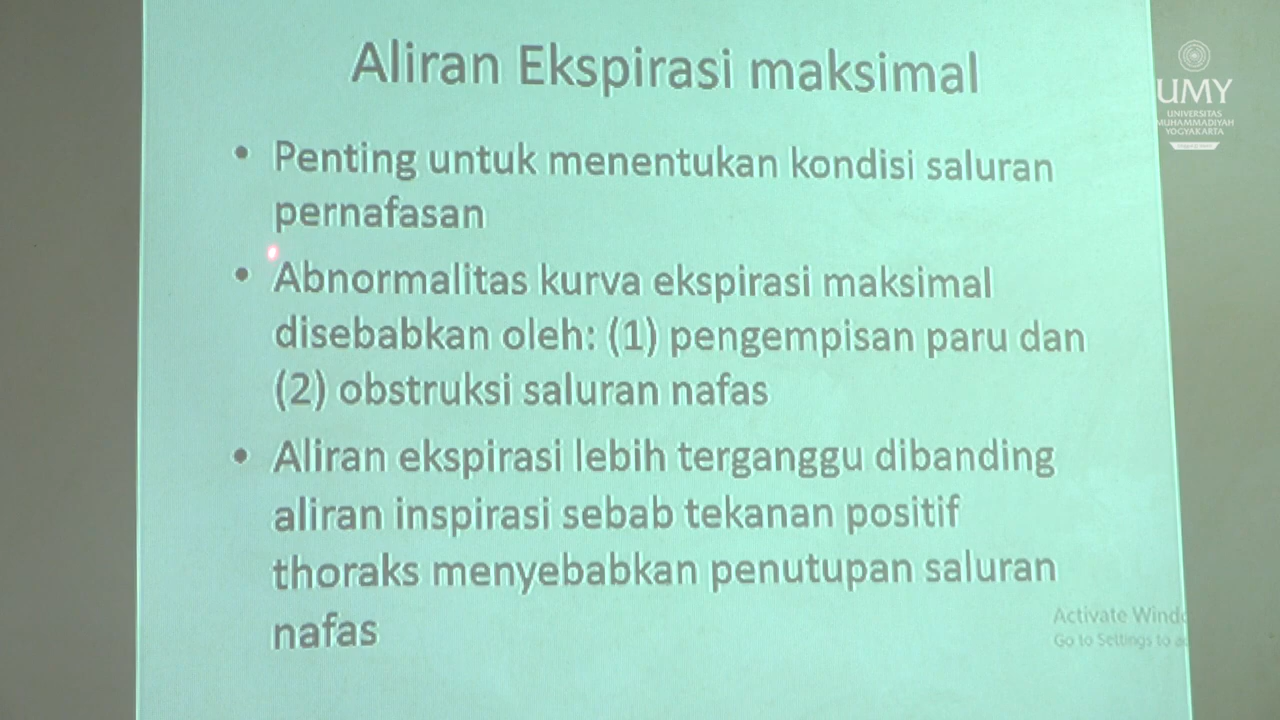 Aliran Ekspirasi maksimal
• Penting untuk menentukan kondisi saluran
pernafasan
• Abnormalitas kurva ekspirasi maksimal
disebabkan oleh: (1) pengempisan paru dan
(2) obstruksi saluran nafas
• Aliran ekspirasi lebih terganggu dibanding
aliran inspirasi sebab tekanan positif
thoraks menyebabkan penutupan saluran
nafas
UMY
UNIVERSITAS
MUHAMMADIYAH
YOGYAKARTA
Activate Windo
Go to Settings to a